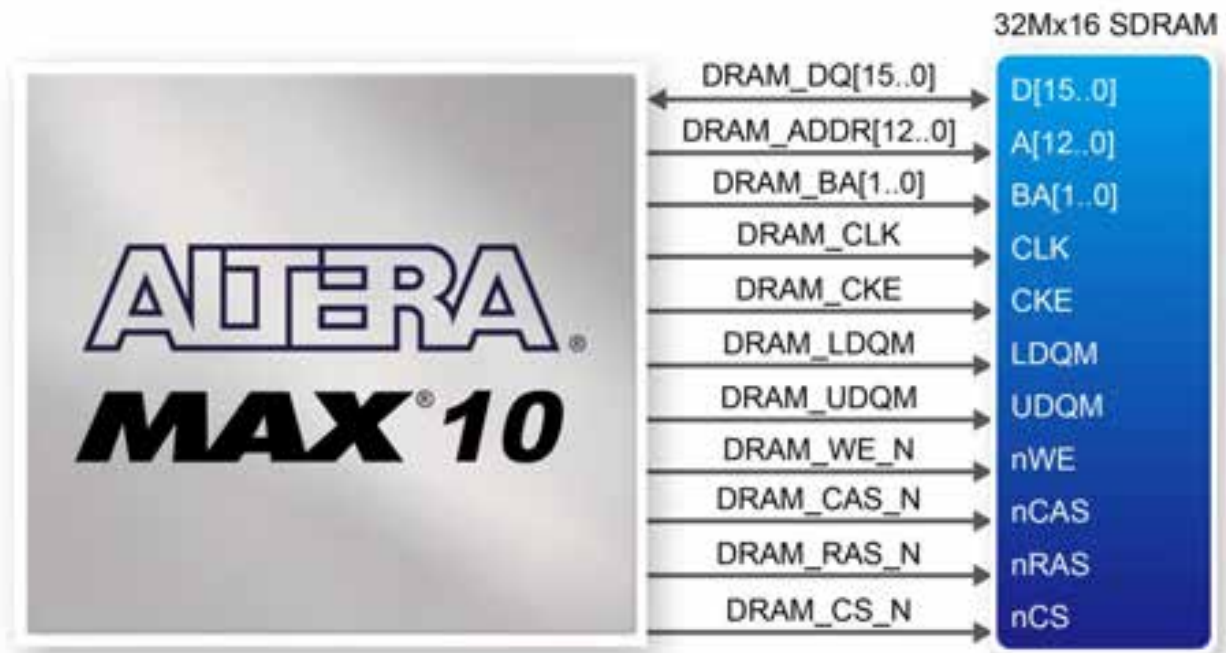 32Mx16 SDRAM
DRAM_DQ[15..0] D[15..0]
DRAM_ADDR[12..0] A[12..0]
DRAM_BA[1..0] BA[1..0]
DRAM_CLK CLK
DRAM_CKE CKE
DRAM_LDQM LDQM
DRAM_UDQM UDQM
DRAM_WE_N nWE
DRAM_CAS_N nCAS
DRAM_RAS_N nRAS
DRAM_CS_N nCS
ALTERA®
MAX®10